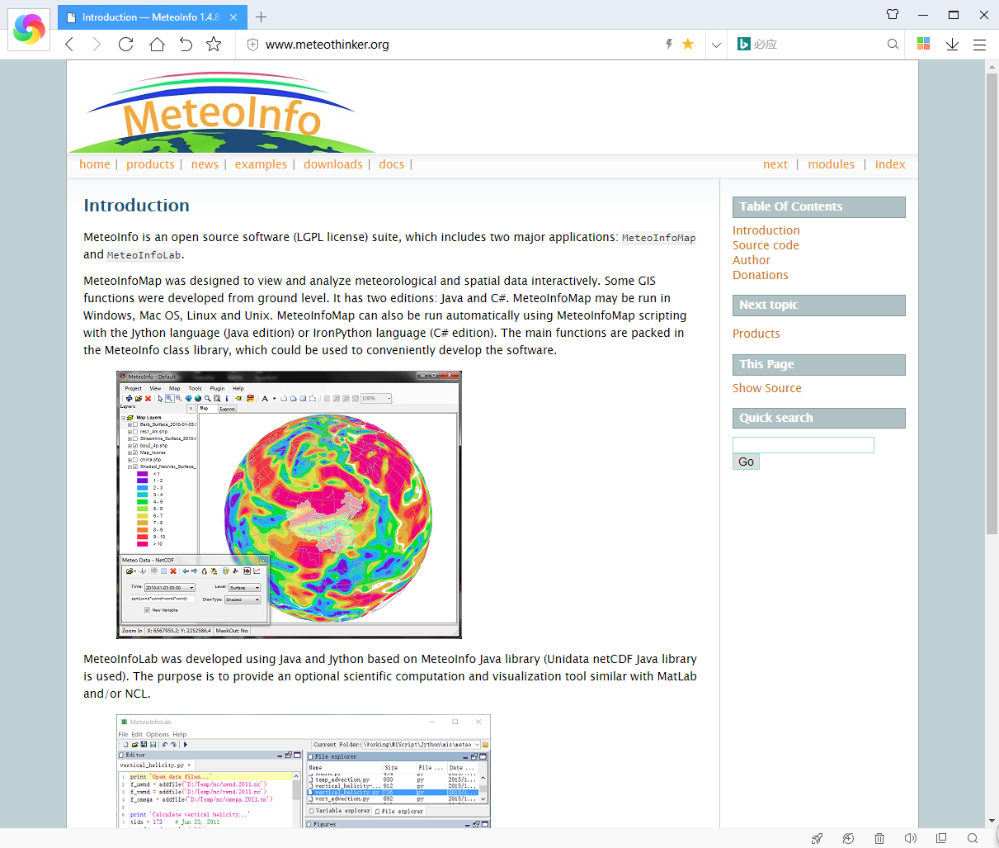 Introduction — MeteoInfo 1.4.8
www.meteothinker.org
必应
MeteoInfo
home | products | news | examples | downloads | docs |
next | modules | index
Introduction
MeteoInfo is an open source software (LGPL license) suite, which includes two major applications: MeteoInfoMap
and MeteoInfoLab.
MeteoInfoMap was designed to view and analyze meteorological and spatial data interactively. Some GIS
functions were developed from ground level. It has two editions: Java and C#. MeteoInfoMap may be run in
Windows, Mac OS, Linux and Unix. MeteoInfoMap can also be run automatically using MeteoInfoMap scripting
with the Jython language (Java edition) or IronPython language (C# edition). The main functions are packed in
the MeteoInfo class library, which could be used to conveniently develop the software.
MeteoInfo - Default
Project View Map Tools Plugin Help
100%
Layers
Map Layout
Map Layers
Barb_Surface_2010-01-03 0
res1_4m.shp
Streamline_Surface_2010-0
bou2_4p.shp
Map_lowres
china.shp
Shaded_NewVar_Surface_
< 1
1 - 2
2 - 3
3 - 4
4 - 5
5 - 6
6 - 7
7 - 8
8 - 9
9 - 10
> 10
Meteo Data - NetCDF
Time: 2010-01-03 00:00 Level: Surface
sqrt(uwnd*uwnd+vwnd*vwnd) DrawType: Shaded
New Variable
Zoom In X: 6567955.2; Y: 2252586.4 MaskOut: No
MeteoInfoLab was developed using Java and Jython based on MeteoInfo Java library (Unidata netCDF Java library
is used). The purpose is to provide an optional scientific computation and visualization tool similar with MatLab
and/or NCL.
MeteoInfoLab
File Edit Options Help
Current Folder: \Working\MIScript\Jython\mis\meteo
Editor
vertical_helicity.py ×
1 print 'Open data files...'
2 f_uwnd = addfile('D:/Temp/nc/uwnd.2011.nc')
3 f_vwnd = addfile('D:/Temp/nc/vwnd.2011.nc')
4 f_omega = addfile('D:/Temp/nc/omega.2011.nc')
5
6 print 'Calculate vertical helicity...'
7 tidx = 173 # Jun 23, 2011
File explorer
Name Size File ... Date ...
temp_advection.py 950 py 2015/1...
vertical_helicity-... 912 py 2015/1...
vertical_helicity.py 736 py 2015/1...
vort_advection.py 892 py 2015/1...
Variable explorer File explorer
Figures
Table Of Contents
Introduction
Source code
Author
Donations
Next topic
Products
This Page
Show Source
Quick search
Go